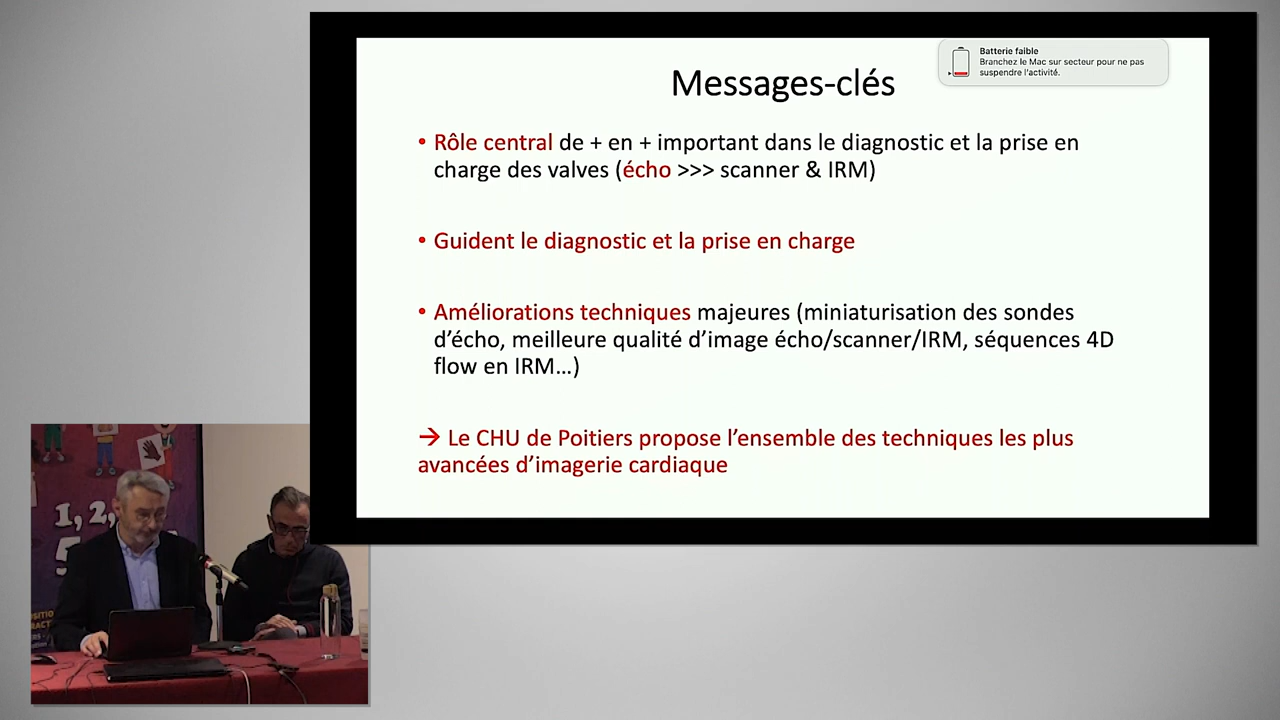 Batterie faible
Branchez le Mac sur secteur pour ne pas
suspendre l'activité.
Messages-clés
• Rôle central de + en + important dans le diagnostic et la prise en
charge des valves (écho >>> scanner & IRM)
• Guident le diagnostic et la prise en charge
• Améliorations techniques majeures (miniaturisation des sondes
d'écho, meilleure qualité d'image écho/scanner/IRM, séquences 4D
flow en IRM…)
→ Le CHU de Poitiers propose l'ensemble des techniques les plus
avancées d'imagerie cardiaque
1, 2,
5